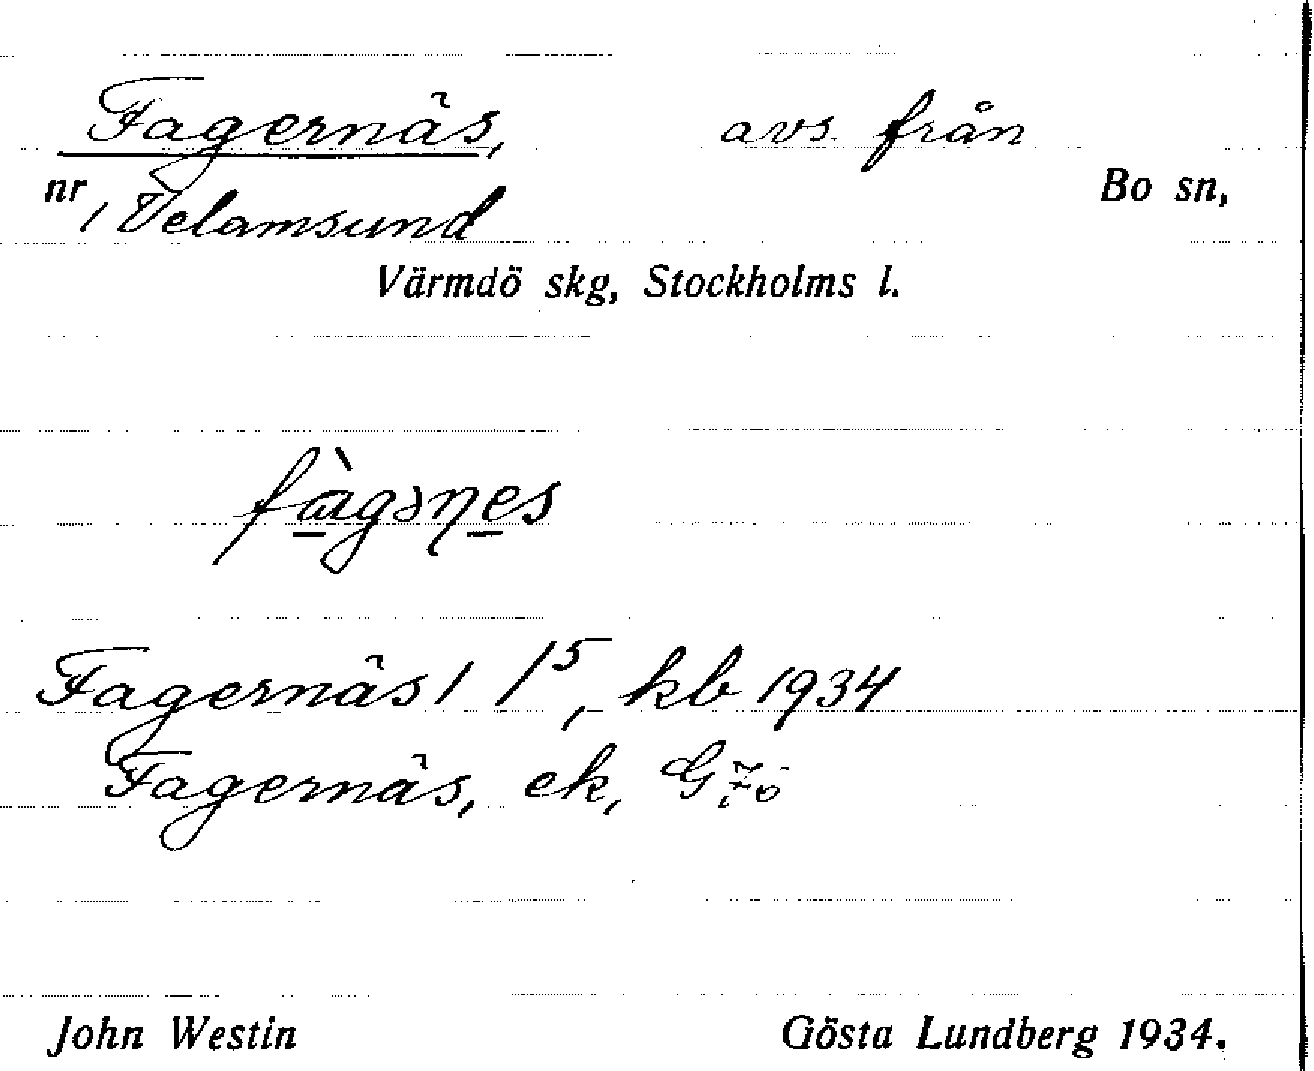 Fagernäs, avs. från
nr 1 Velamsund Bo sn,
Värmdö skg, Stockholms l.
fàgəɳes
Fagernäs 1 15, kb 1934
Fagernäs, ek, G
John Westin Gösta Lundberg 1934.